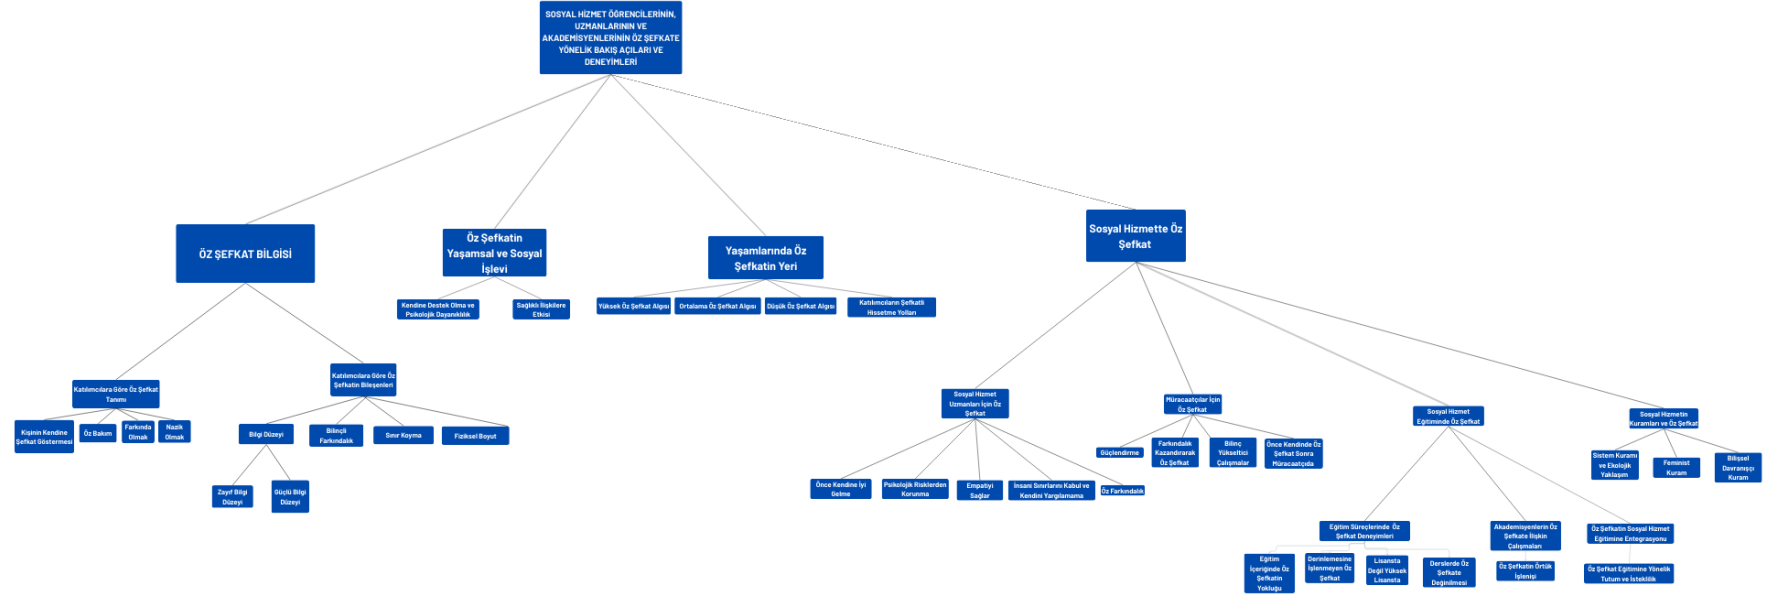 SOSYAL HİZMET ÖĞRENCİLERİNİN,
UZMANLARININ VE
AKADEMİSYENLERİNİN ÖZ ŞEFKATE
YÖNELİK BAKIŞ AÇILARI VE
DENEYİMLERİ
ÖZ ŞEFKAT BİLGİSİ
Öz Şefkatin
Yaşamsal ve Sosyal
İşlevi
Yaşamlarında Öz
Şefkatin Yeri
Sosyal Hizmette Öz
Şefkat
Kendine Destek Olma ve
Psikolojik Dayanıklılık
Sağlıklı İlişkilere
Etkisi
Yüksek Öz Şefkat Algısı
Ortalama Öz Şefkat Algısı
Düşük Öz Şefkat Algısı
Katılımcıların Şefkatli
Hissetme Yolları
Katılımcılara Göre Öz Şefkat
Tanımı
Katılımcılara Göre Öz
Şefkatin Bileşenleri
Kişinin Kendine
Şefkat Göstermesi
Öz Bakım
Farkında
Olmak
Nazik
Olmak
Bilgi Düzeyi
Bilinçli
Farkındalık
Sınır Koyma
Fiziksel Boyut
Zayıf Bilgi
Düzeyi
Güçlü Bilgi
Düzeyi
Sosyal Hizmet
Uzmanları İçin Öz
Şefkat
Müracaatçılar İçin
Öz Şefkat
Sosyal Hizmet
Eğitiminde Öz Şefkat
Sosyal Hizmetin
Kuramları ve Öz Şefkat
Önce Kendine İyi
Gelme
Psikolojik Risklerden
Korunma
Empatiyi
Sağlar
İnsani Sınırlarını Kabul ve
Kendini Yargılamama
Öz Farkındalık
Güçlendirme
Farkındalık
Kazandırarak
Öz Şefkat
Bilinç
Yükseltici
Çalışmalar
Önce Kendinde Öz
Şefkat Sonra
Müracaatçıda
Sistem Kuramı
ve Ekolojik
Yaklaşım
Feminist
Kuram
Bilişsel
Davranışçı
Kuram
Eğitim Süreçlerinde Öz
Şefkat Deneyimleri
Akademisyenlerin Öz
Şefkate İlişkin
Çalışmaları
Öz Şefkatin Sosyal Hizmet
Eğitimine Entegrasyonu
Eğitim
İçeriğinde Öz
Şefkatin
Yokluğu
Derinlemesine
İşlenmeyen Öz
Şefkat
Lisansta
Değil Yüksek
Lisansta
Derslerde Öz
Şefkate
Değinilmesi
Öz Şefkatin Örtük
İşlenişi
Öz Şefkat Eğitimine Yönelik
Tutum ve İsteklilik